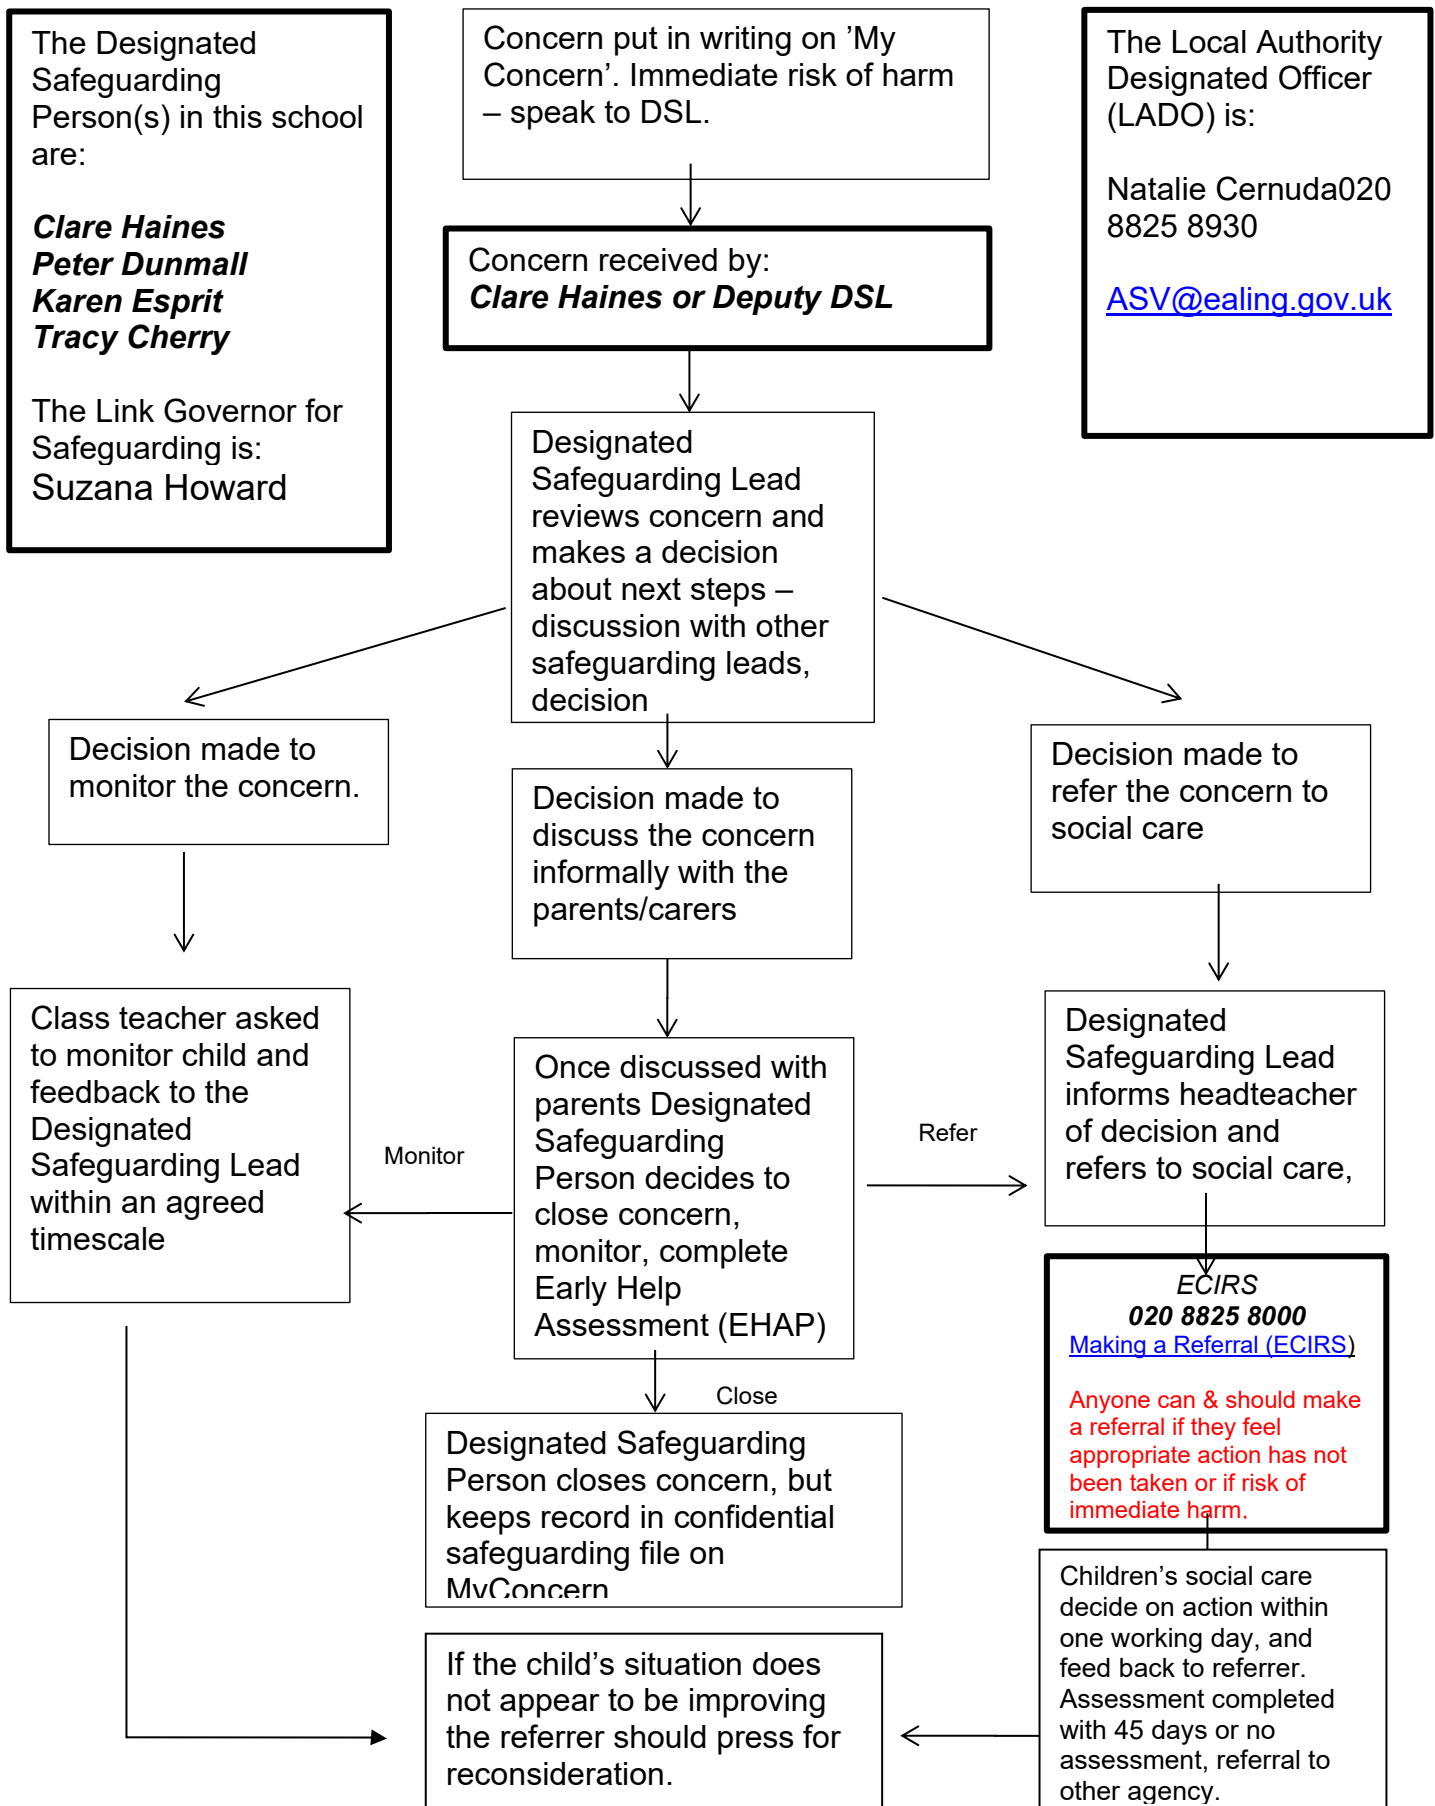 The Designated
Safeguarding
Person(s) in this school
are:
Clare Haines
Peter Dunmall
Karen Esprit
Tracy Cherry
The Link Governor for
Safeguarding is:
Suzana Howard
Concern put in writing on ’My
Concern’. Immediate risk of harm
– speak to DSL.
The Local Authority
Designated Officer
(LADO) is:
Natalie Cernuda020
8825 8930
ASV@ealing.gov.uk
Concern received by:
Clare Haines or Deputy DSL
Designated
Safeguarding Lead
reviews concern and
makes a decision
about next steps –
discussion with other
safeguarding leads,
decision
Decision made to
monitor the concern.
Decision made to
discuss the concern
informally with the
parents/carers
Decision made to
refer the concern to
social care
Class teacher asked
to monitor child and
feedback to the
Designated
Safeguarding Lead
within an agreed
timescale
Monitor
Once discussed with
parents Designated
Safeguarding
Person decides to
close concern,
monitor, complete
Early Help
Assessment (EHAP)
Refer
Designated
Safeguarding Lead
informs headteacher
of decision and
refers to social care,
ECIRS
020 8825 8000
Making a Referral (ECIRS)
Anyone can & should make
a referral if they feel
appropriate action has not
been taken or if risk of
immediate harm.
Close
Designated Safeguarding
Person closes concern, but
keeps record in confidential
safeguarding file on
MyConcern
If the child’s situation does
not appear to be improving
the referrer should press for
reconsideration.
Children’s social care
decide on action within
one working day, and
feed back to referrer.
Assessment completed
with 45 days or no
assessment, referral to
other agency.